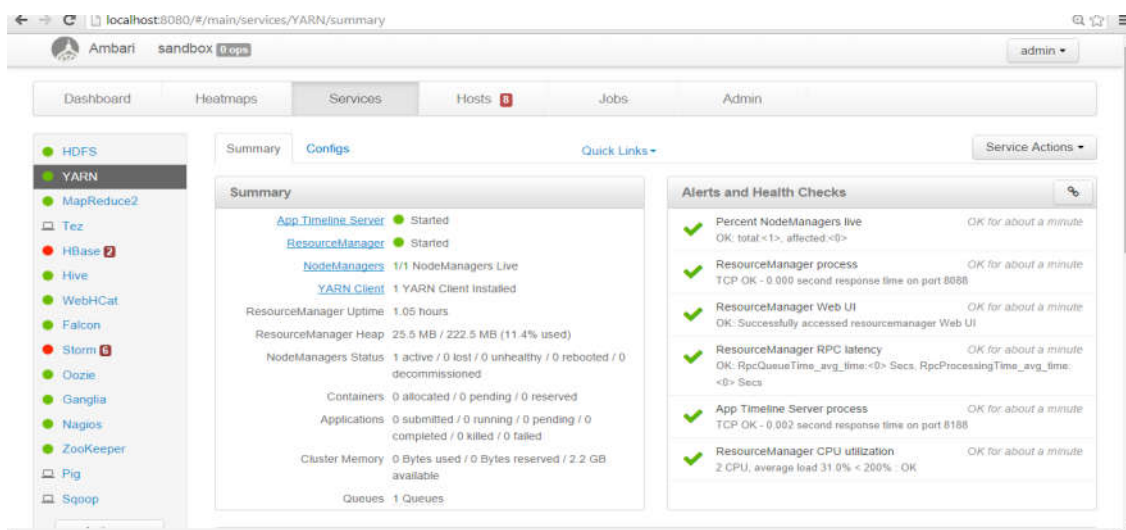 localhost:8080/#/main/services/YARN/summary
Ambari sandbox 0 ops admin
Dashboard Heatmaps Services Hosts 8 Jobs Admin
HDFS
YARN
MapReduce2
Tez
HBase 2
Hive
WebHCat
Falcon
Storm 6
Oozie
Ganglia
Nagios
ZooKeeper
Pig
Sqoop
Summary Configs Quick Links Service Actions
Summary
App Timeline Server Started
ResourceManager Started
NodeManagers 1/1 NodeManagers Live
YARN Client 1 YARN Client Installed
ResourceManager Uptime 1.05 hours
ResourceManager Heap 25.5 MB / 222.5 MB (11.4% used)
NodeManagers Status 1 active / 0 lost / 0 unhealthy / 0 rebooted / 0
decommissioned
Containers 0 allocated / 0 pending / 0 reserved
Applications 0 submitted / 0 running / 0 pending / 0
completed / 0 killed / 0 failed
Cluster Memory 0 Bytes used / 0 Bytes reserved / 2.2 GB
available
Queues 1 Queues
Alerts and Health Checks
Percent NodeManagers live OK for about a minute
OK: total:<1>, affected:<0>
ResourceManager process OK for about a minute
TCP OK - 0.000 second response time on port 8088
ResourceManager Web UI OK for about a minute
OK: Successfully accessed resourcemanager Web UI
ResourceManager RPC latency OK for about a minute
OK: RpcQueueTime_avg_time:<0> Secs, RpcProcessingTime_avg_time:
<0> Secs
App Timeline Server process OK for about a minute
TCP OK - 0.002 second response time on port 8188
ResourceManager CPU utilization OK for about a minute
2 CPU, average load 31.0% < 200% : OK